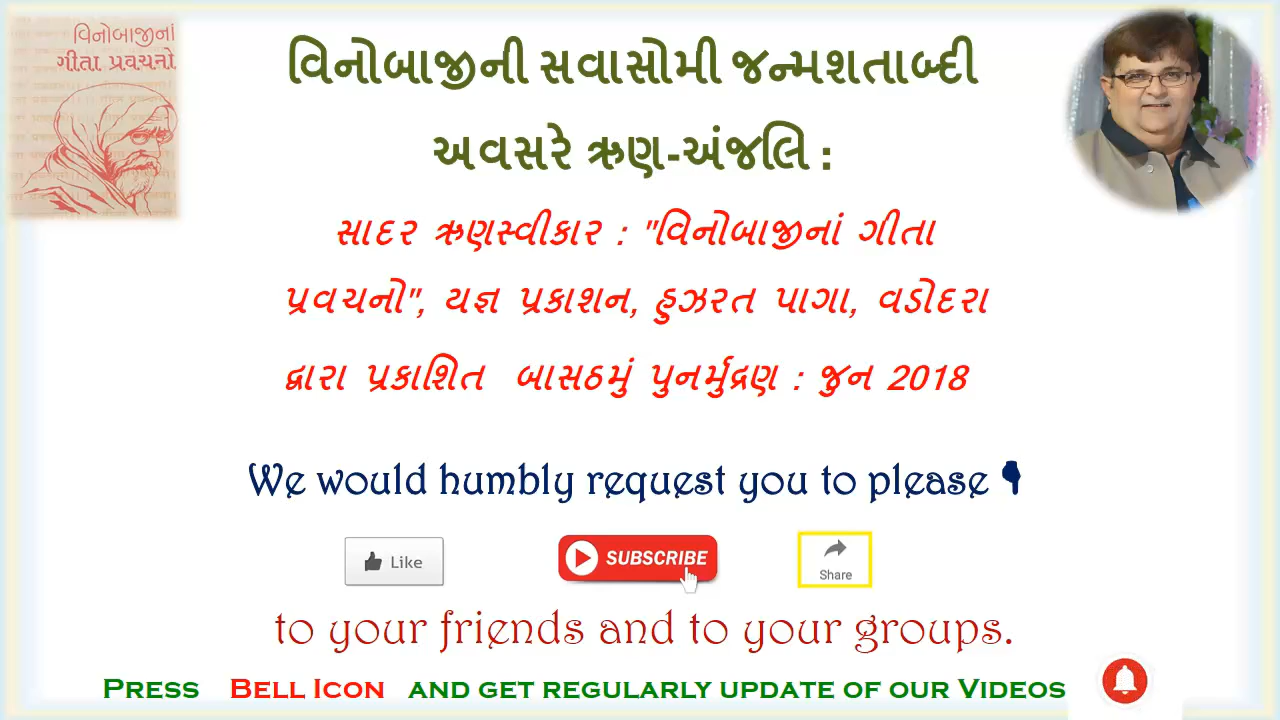 વિનોબાજીનાં
ગીતા પ્રવચનો
વિનોબાજીની સવાસોમી જન્મશતાબ્દી
અવસરે ઋણ-અંજલિ :
સાદર ઋણસ્વીકાર : "વિનોબાજીનાં ગીતા
પ્રવચનો", યજ્ઞ પ્રકાશન, હુઝરત પાગા, વડોદરા
દ્વારા પ્રકાશિત બાસઠમું પુનર્મુદ્રણ : જુન 2018
We would humbly request you to please
Like
SUBSCRIBE
Share
to your friends and to your groups.
PRESS BELL ICON AND GET REGULARLY UPDATE OF OUR VIDEOS